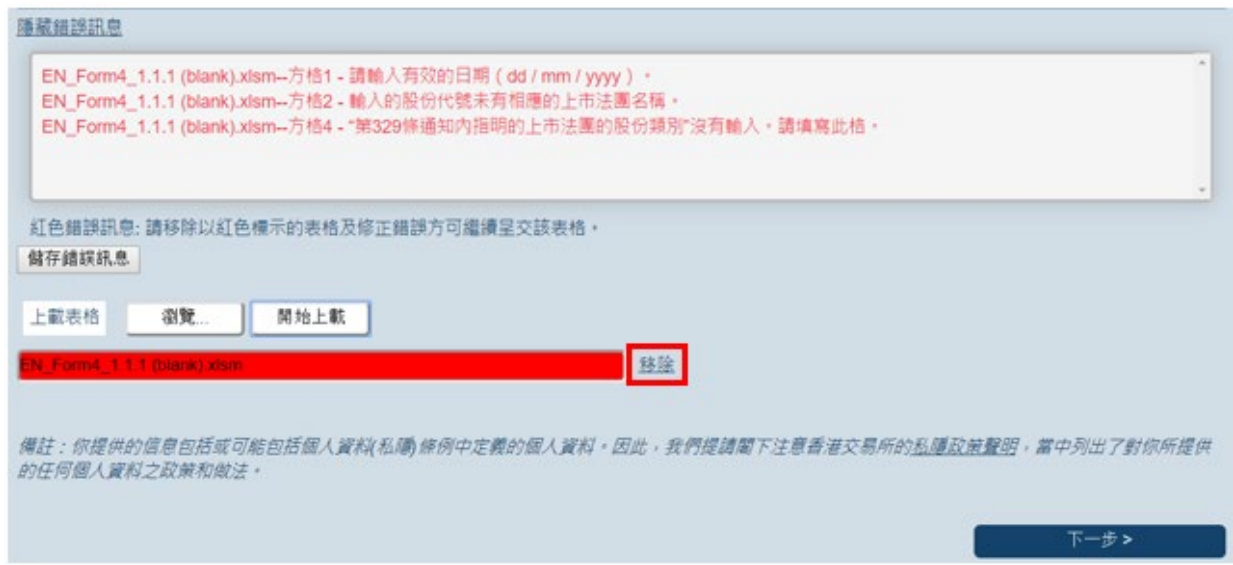 隱藏錯誤訊息
EN_Form4_1.1.1 (blank).xlsm--方格1 - 請輸入有效的日期（dd / mm / yyyy）。
EN_Form4_1.1.1 (blank).xlsm--方格2 - 輸入的股份代號未有相應的上市法團名稱。
EN_Form4_1.1.1 (blank).xlsm--方格4 - “第329條通知內指明的上市法團的股份類別”沒有輸入。請填寫此格。
紅色錯誤訊息: 請移除以紅色標示的表格及修正錯誤方可繼續呈交該表格。
儲存錯誤訊息
上載表格 瀏覽... 開始上載
EN_Form4_1.1.1 (blank).xlsm 移除
備註：你提供的信息包括或可能包括個人資料(私隱)條例中定義的個人資料。因此，我們提請閣下注意香港交易所的私隱政策聲明，當中列出了對你所提供
的任何個人資料之政策和做法。
下一步 >